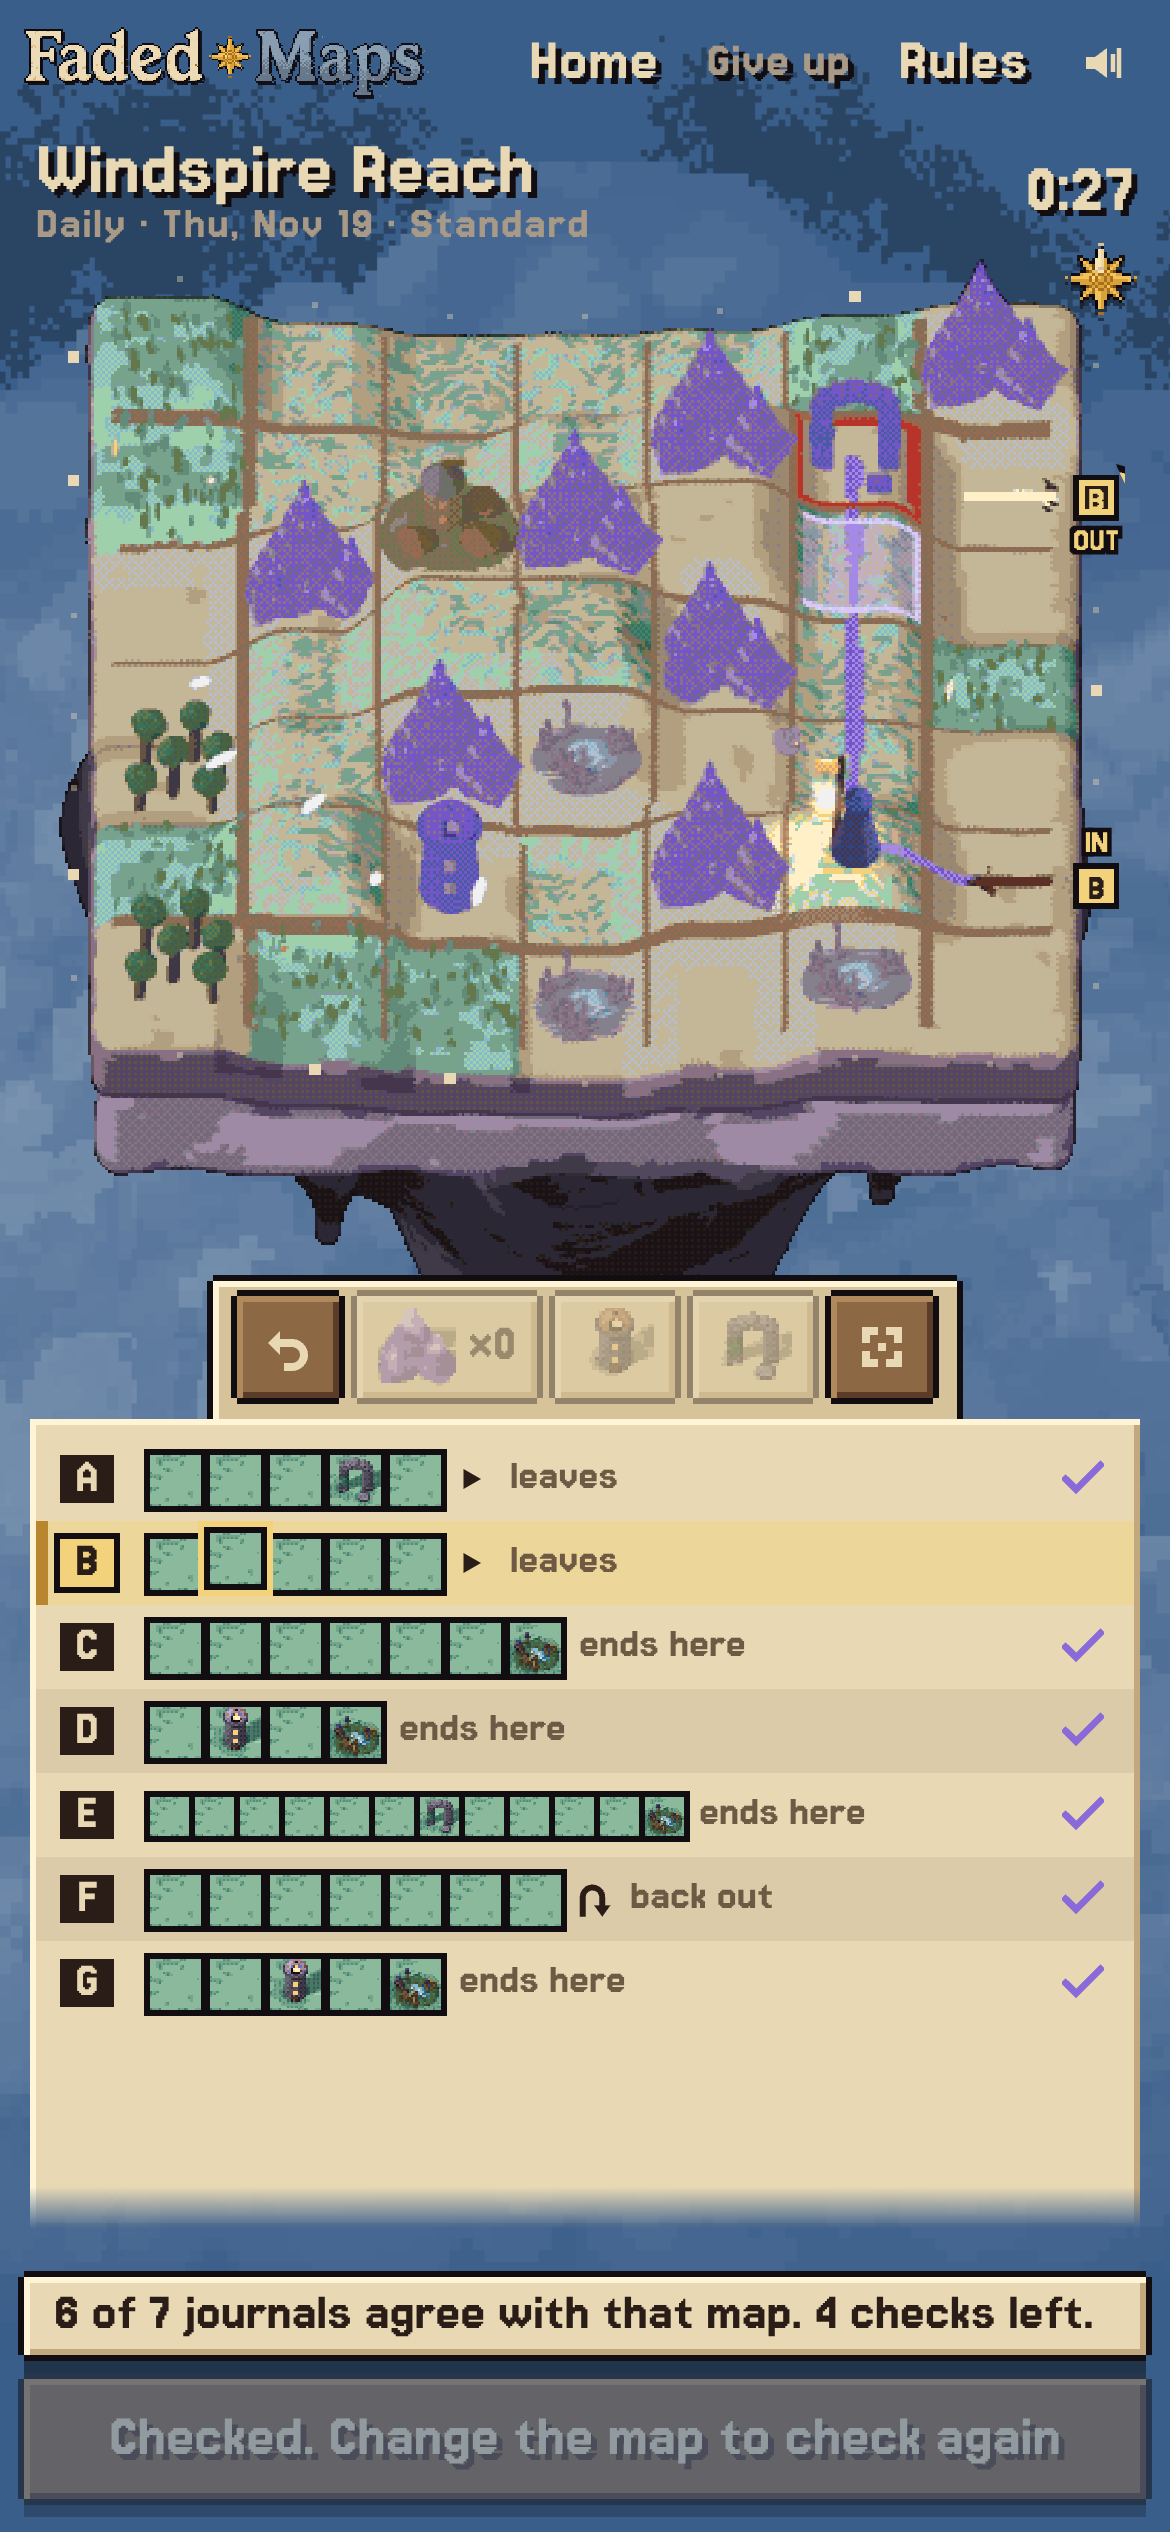 Faded Maps
Home Give up Rules
Windspire Reach
Daily · Thu, Nov 19 · Standard
0:27
B
OUT
IN
B
×0
A leaves
B leaves
C ends here
D ends here
E ends here
F back out
G ends here
6 of 7 journals agree with that map. 4 checks left.
Checked. Change the map to check again